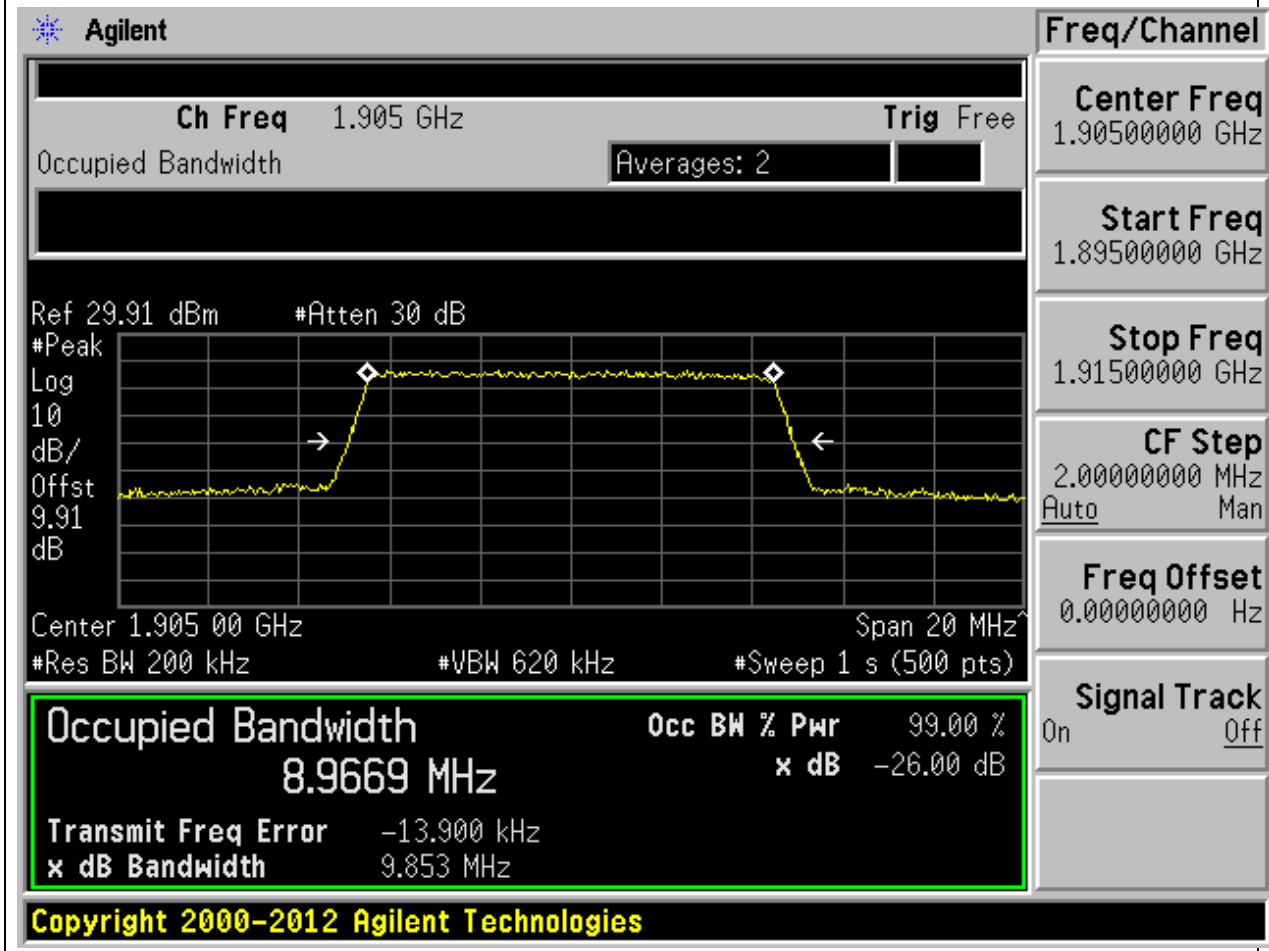 Agilent
Freq/Channel
Ch Freq 1.905 GHz Trig Free
Occupied Bandwidth Averages: 2
Center Freq
1.90500000 GHz
Start Freq
1.89500000 GHz
Stop Freq
1.91500000 GHz
CF Step
2.00000000 MHz
Auto Man
Freq Offset
0.00000000 Hz
Signal Track
On Off
Ref 29.91 dBm #Atten 30 dB
#Peak
Log
10
dB/
Offst
9.91
dB
Center 1.905 00 GHz Span 20 MHz^
#Res BW 200 kHz #VBW 620 kHz #Sweep 1 s (500 pts)
Occupied Bandwidth Occ BW % Pwr 99.00 %
8.9669 MHz x dB -26.00 dB
Transmit Freq Error -13.900 kHz
x dB Bandwidth 9.853 MHz
Copyright 2000-2012 Agilent Technologies